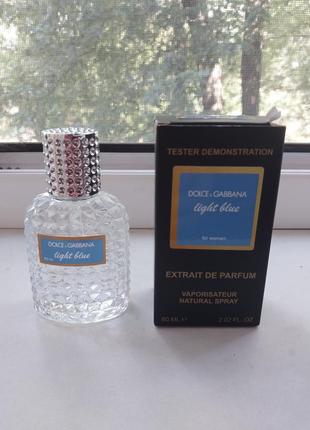 DOLCE & GABBANA
light blue
TESTER DEMONSTRATION
DOLCE & GABBANA
light blue
for woman
EXTRAIT DE PARFUM
VAPORISATEUR
NATURAL SPRAY
60 ML ℮ 2.02 FL .OZ